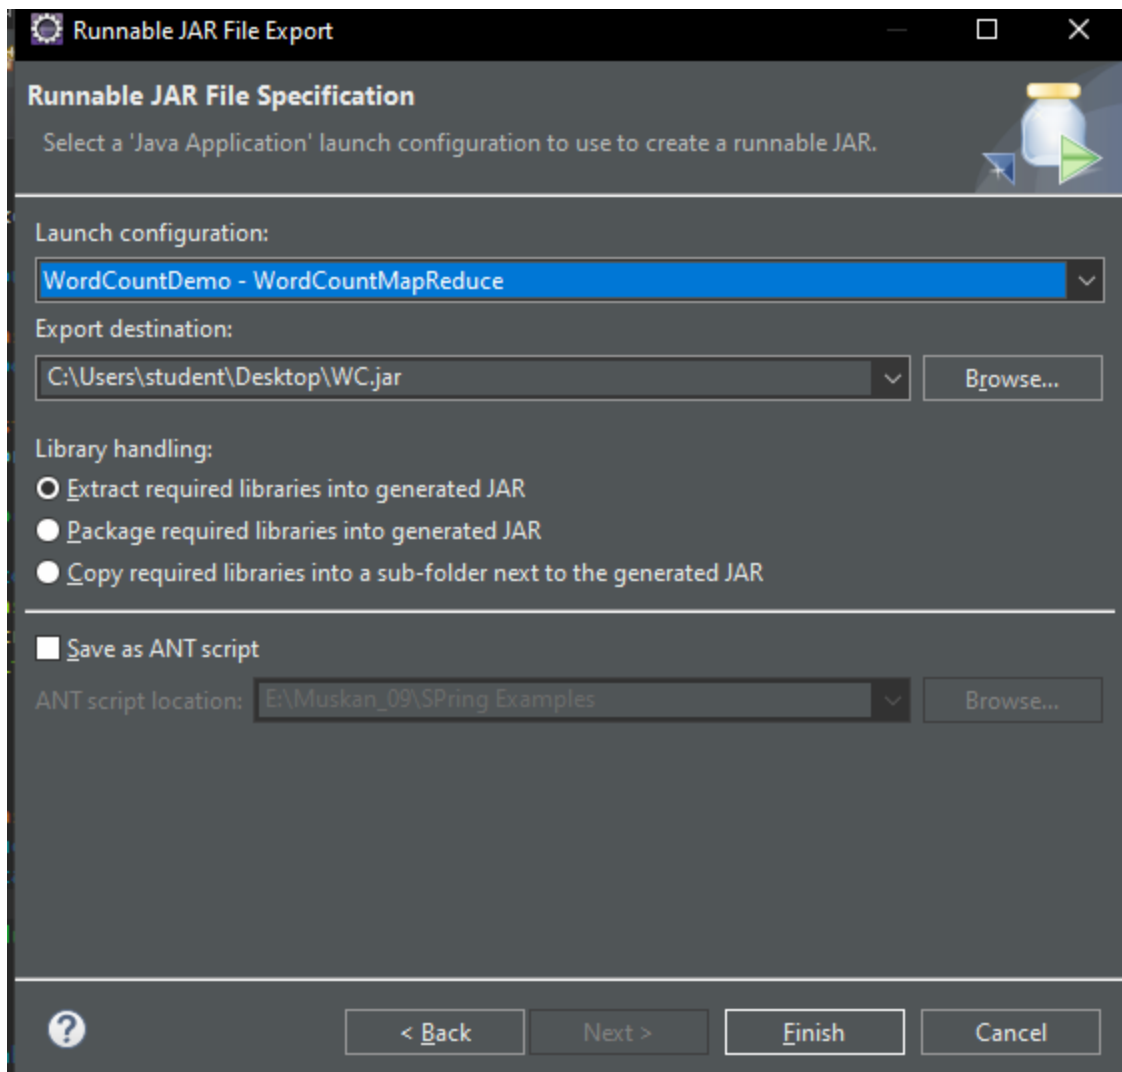 Runnable JAR File Export
Runnable JAR File Specification
Select a 'Java Application' launch configuration to use to create a runnable JAR.
Launch configuration:
WordCountDemo - WordCountMapReduce
Export destination:
C:\Users\student\Desktop\WC.jar
Browse...
Library handling:
Extract required libraries into generated JAR
Package required libraries into generated JAR
Copy required libraries into a sub-folder next to the generated JAR
Save as ANT script
ANT script location: E:\Muskan_09\SPring Examples Browse...
? < Back Next > Finish Cancel